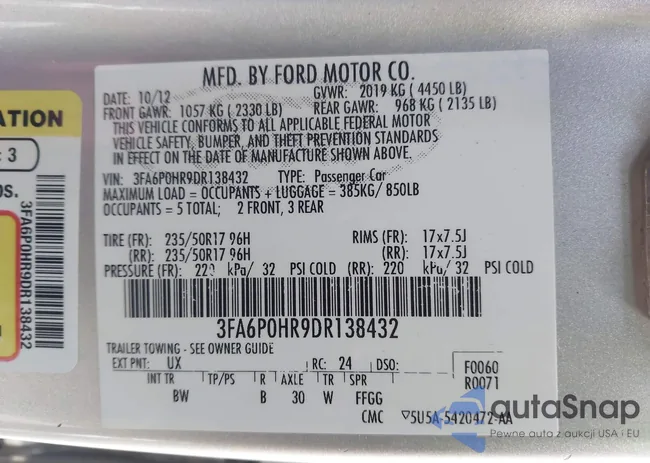 MFD. BY FORD MOTOR CO.
DATE: 10/12 GVWR: 2019 KG ( 4450 LB)
FRONT GAWR: 1057 KG ( 2330 LB) REAR GAWR: 968 KG ( 2135 LB)
THIS VEHICLE CONFORMS TO ALL APPLICABLE FEDERAL MOTOR
VEHICLE SAFETY, BUMPER, AND THEFT PREVENTION STANDARDS
IN EFFECT ON THE DATE OF MANUFACTURE SHOWN ABOVE.
VIN: 3FA6P0HR9DR138432 TYPE: Passenger Car
MAXIMUM LOAD = OCCUPANTS + LUGGAGE = 385KG/ 850LB
OCCUPANTS = 5 TOTAL; 2 FRONT, 3 REAR
TIRE (FR): 235/50R17 96H RIMS (FR): 17x7.5J
(RR): 235/50R17 96H (RR): 17x7.5J
PRESSURE (FR): 220 kPa/ 32 PSI COLD (RR): 220 kPa/ 32 PSI COLD
3FA6P0HR9DR138432
TRAILER TOWING - SEE OWNER GUIDE
EXT PNT: UX RC: 24 DSO: F0060
R0071
INT TR TP/PS R AXLE TR SPR
BW B 30 W FFGG
CMC 5U5A-5420472-AA
ATION
: 3
os.
3FA6P0HR9DR138432
autoSnap
Pewne auto z aukcji USA i Kanady